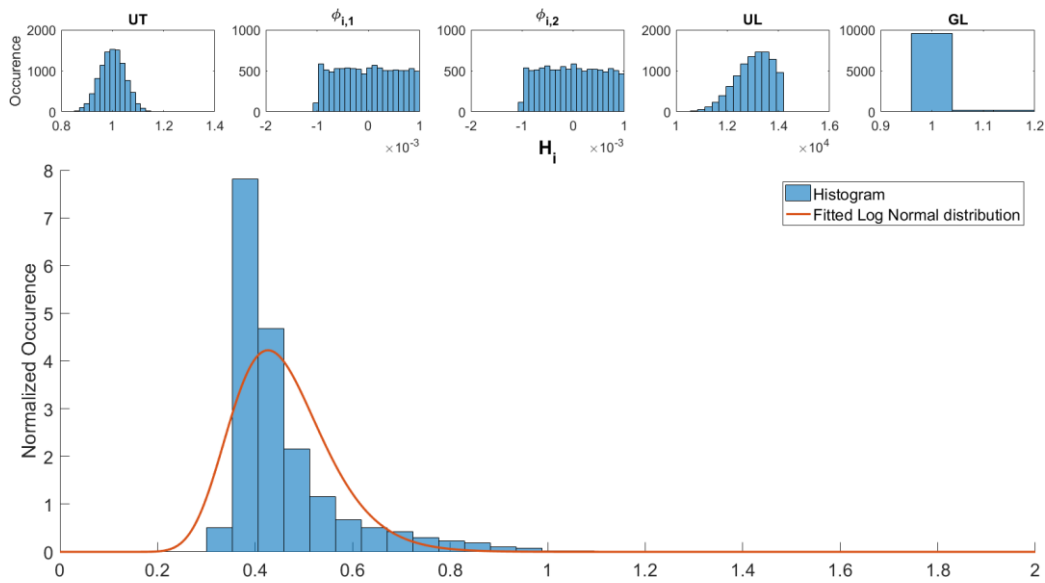 UT
ϕi,1
ϕi,2
UL
GL
Occurence
2000
1000
0
0.8 1 1.2 1.4
1000
500
0
-2 -1 0 1
×10-3
1000
500
0
-2 -1 0 1
×10-3
2000
1000
0
1 1.2 1.4 1.6
×104
10000
5000
0
0.9 1 1.1 1.2
Hi
Histogram
Fitted Log Normal distribution
Normalized Occurence
8
7
6
5
4
3
2
1
0
0 0.2 0.4 0.6 0.8 1 1.2 1.4 1.6 1.8 2